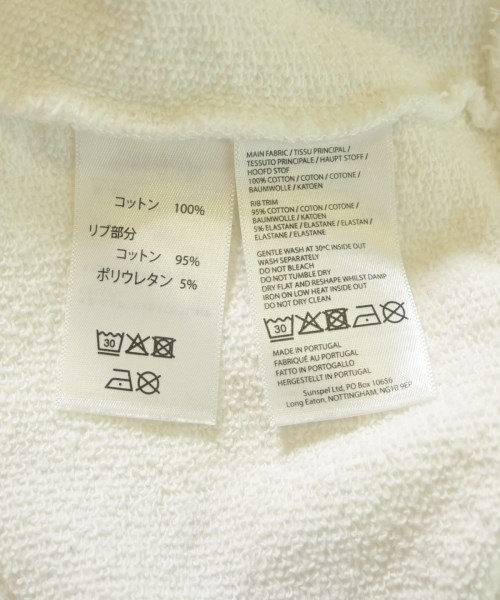 コットン 100%
リブ部分
コットン 95%
ポリウレタン 5%
30
MAIN FABRIC / TISSU PRINCIPAL /
TESSUTO PRINCIPALE / HAUPT STOFF /
HOOFD STOF
100% COTTON / COTON / COTONE /
BAUMWOLLE / KATOEN
RIB TRIM
95% COTTON / COTON / COTONE /
BAUMWOLLE / KATOEN
5% ELASTANE / ELASTANE / ELASTAN /
ELASTANE / ELASTANE
GENTLE WASH AT 30°C INSIDE OUT
WASH SEPARATELY
DO NOT BLEACH
DO NOT TUMBLE DRY
DRY FLAT AND RESHAPE WHILST DAMP
IRON ON LOW HEAT INSIDE OUT
DO NOT DRY CLEAN
30
MADE IN PORTUGAL
FABRIQUÉ AU PORTUGAL
FATTO IN PORTOGALLO
HERGESTELLT IN PORTUGAL
Sunspel Ltd, PO Box 10656
Long Eaton, NOTTINGHAM, NG10 9EP